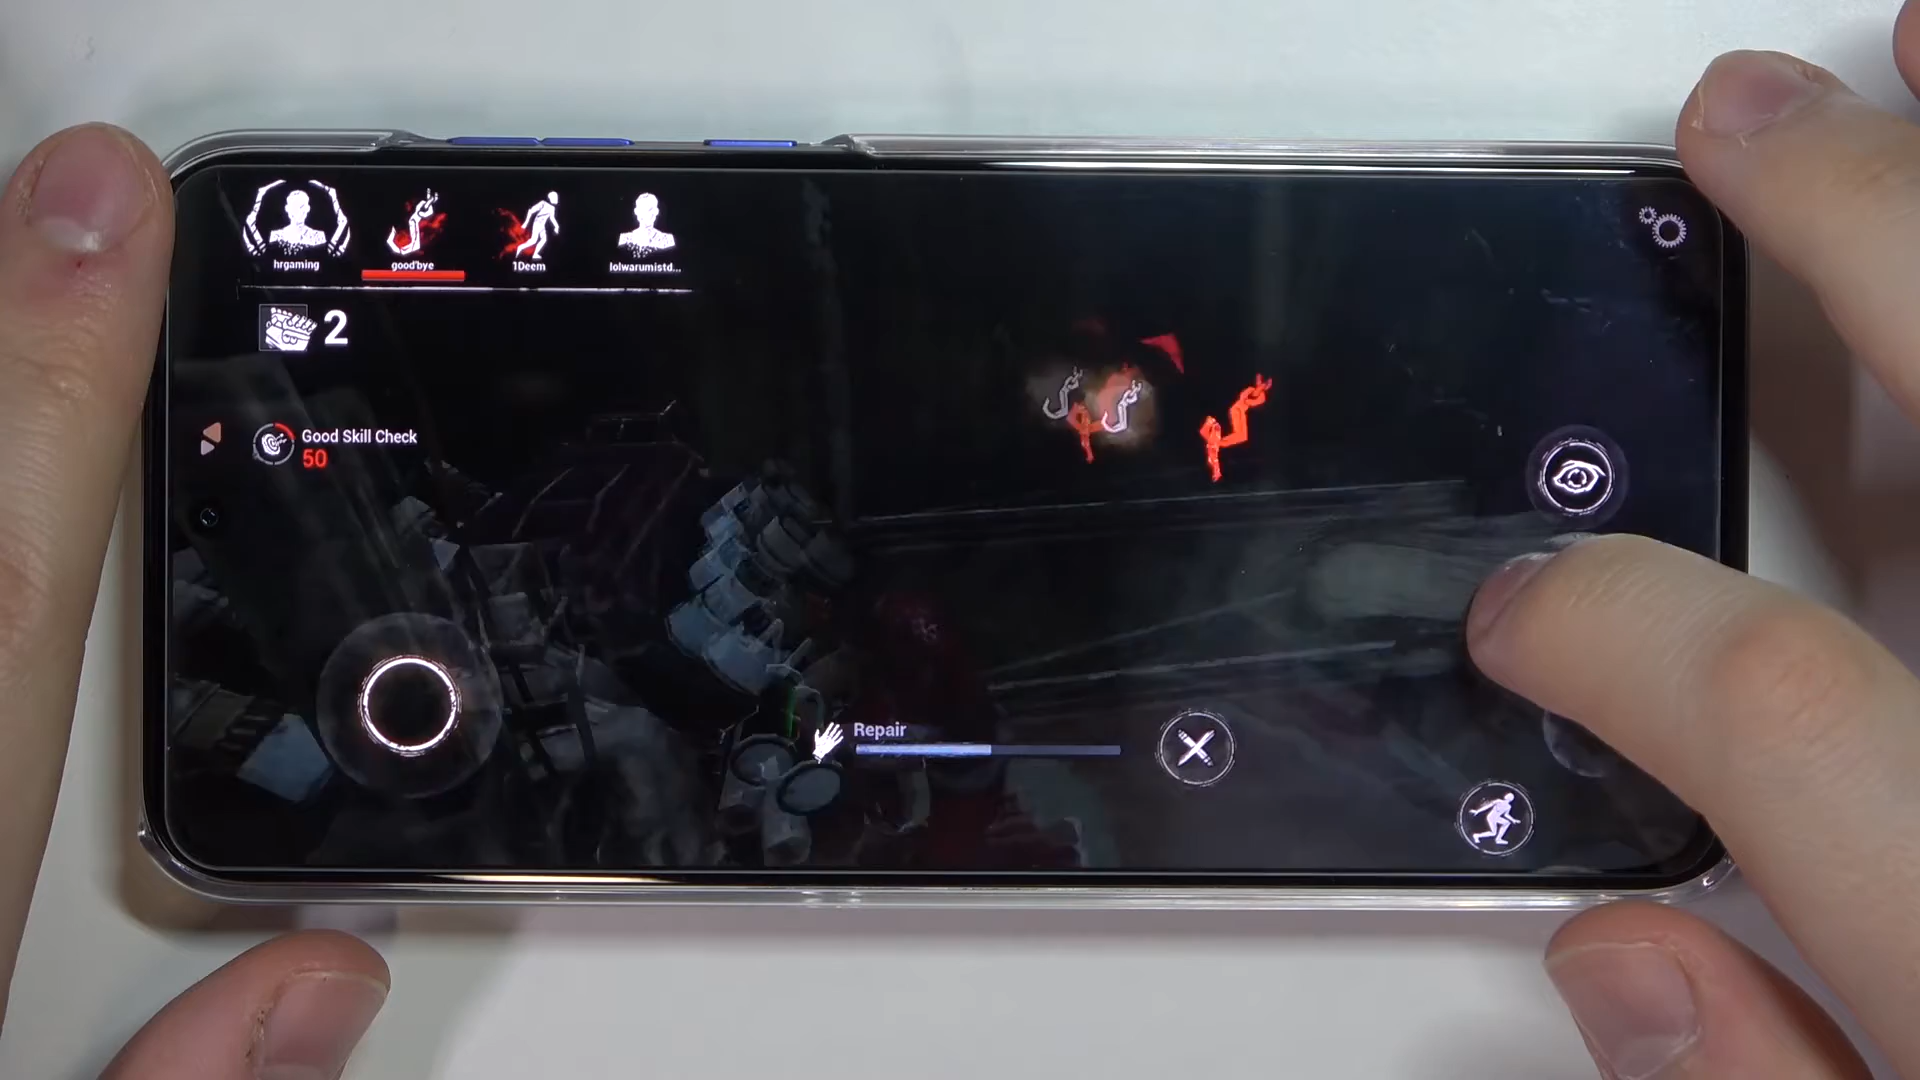 hrgaming
good'bye
1Deem
lolwarumistd...
2
Good Skill Check
50
Repair